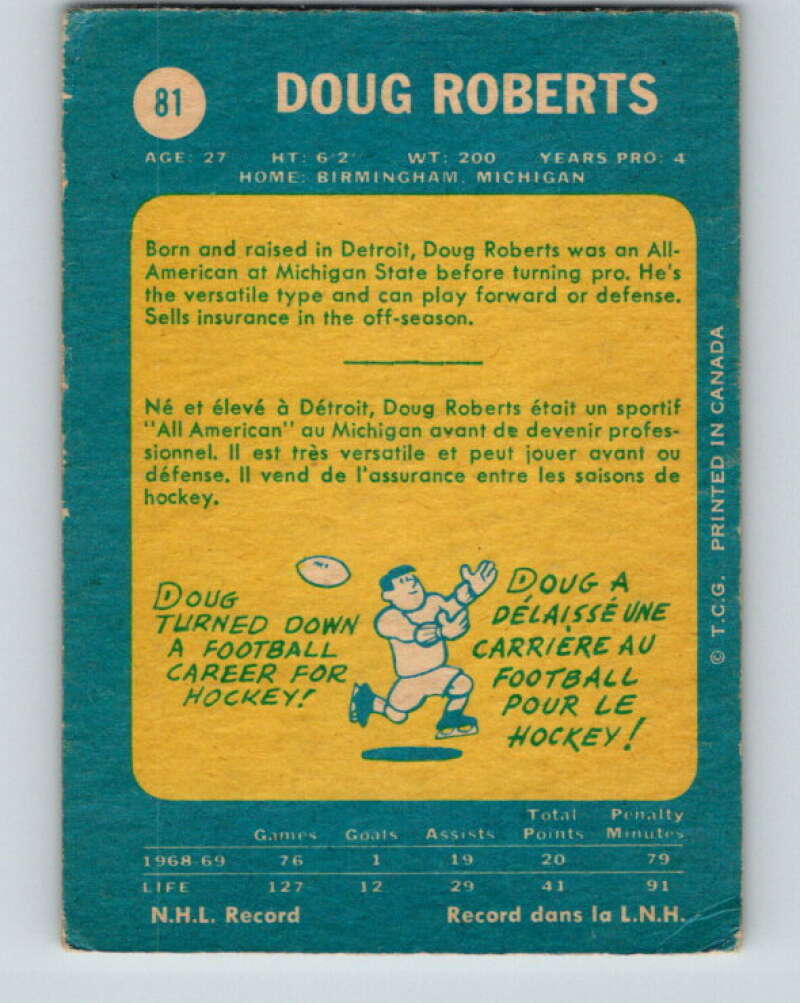 81
DOUG ROBERTS
AGE: 27 HT: 6'2" WT: 200 YEARS PRO: 4
HOME: BIRMINGHAM, MICHIGAN
Born and raised in Detroit, Doug Roberts was an All-
American at Michigan State before turning pro. He's
the versatile type and can play forward or defense.
Sells insurance in the off-season.
Né et élevé à Détroit, Doug Roberts était un sportif
"All American" au Michigan avant de devenir profes-
sionnel. Il est très versatile et peut jouer avant ou
défense. Il vend de l'assurance entre les saisons de
hockey.
DOUG
TURNED DOWN
A FOOTBALL
CAREER FOR
HOCKEY!
DOUG A
DÉLAISSÉ UNE
CARRIÈRE AU
FOOTBALL
POUR LE
HOCKEY!
© T.C.G. PRINTED IN CANADA
Total Penalty
Games Goals Assists Points Minutes
1968-69 76 1 19 20 79
LIFE 127 12 29 41 91
N.H.L. Record Record dans la L.N.H.